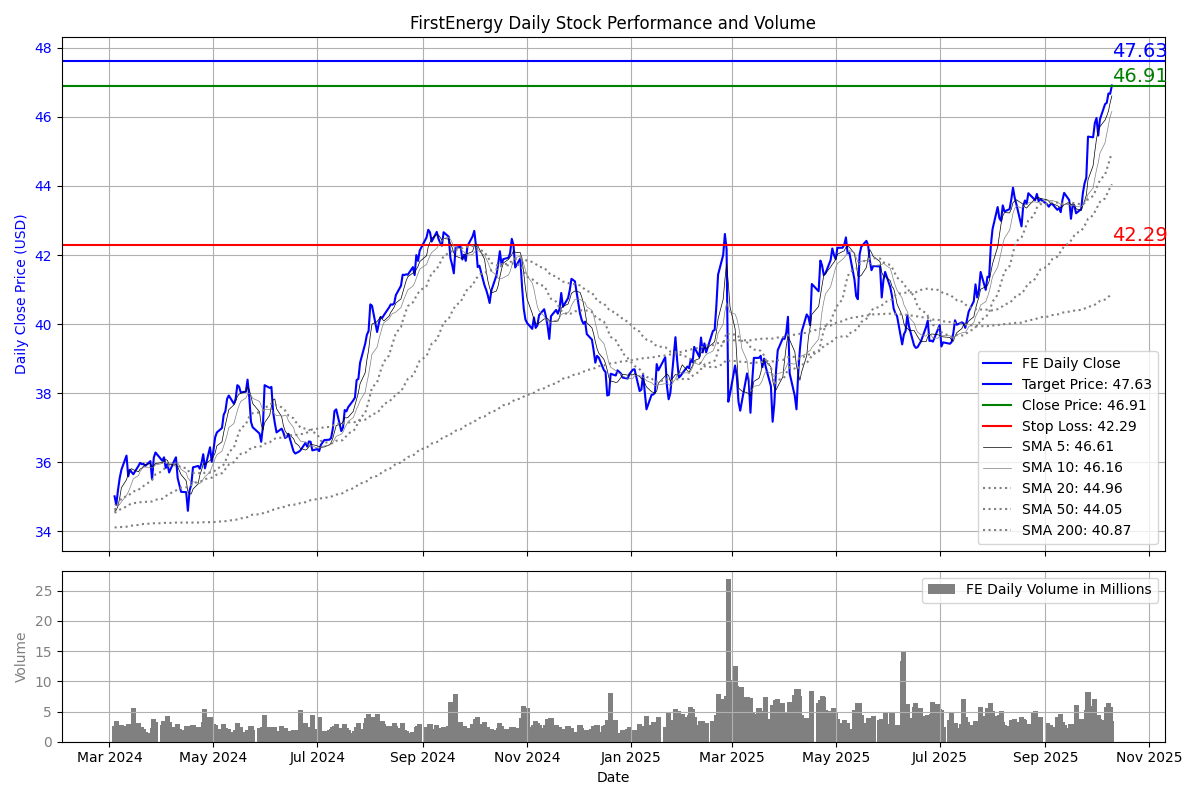 FirstEnergy Daily Stock Performance and Volume
Daily Close Price (USD)
48
46
44
42
40
38
36
34
47.63
46.91
42.29
FE Daily Close
Target Price: 47.63
Close Price: 46.91
Stop Loss: 42.29
SMA 5: 46.61
SMA 10: 46.16
SMA 20: 44.96
SMA 50: 44.05
SMA 200: 40.87
Volume
25
20
15
10
5
0
FE Daily Volume in Millions
Mar 2024 May 2024 Jul 2024 Sep 2024 Nov 2024 Jan 2025 Mar 2025 May 2025 Jul 2025 Sep 2025 Nov 2025
Date